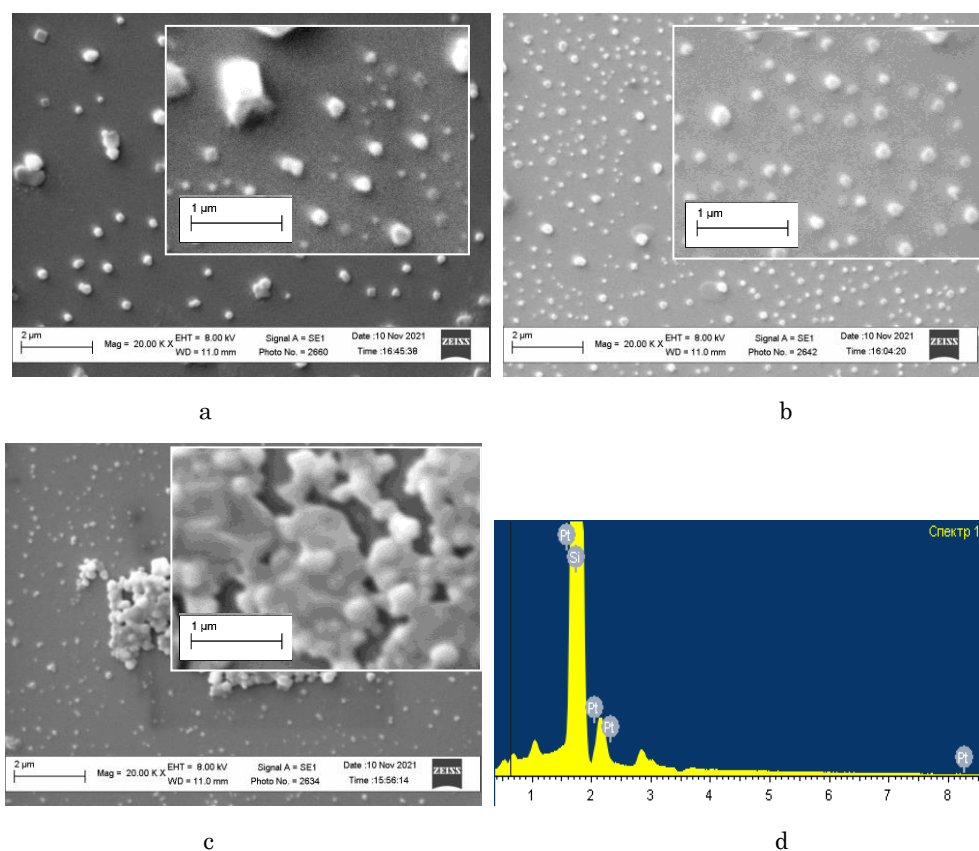 1 µm
2 µm
Mag = 20.00 K X
EHT = 8.00 kV
WD = 11.0 mm
Signal A = SE1
Photo No. = 2660
Date :10 Nov 2021
Time :16:45:38
ZEISS
a
1 µm
2 µm
Mag = 20.00 K X
EHT = 8.00 kV
WD = 11.0 mm
Signal A = SE1
Photo No. = 2642
Date :10 Nov 2021
Time :16:04:20
ZEISS
b
1 µm
2 µm
Mag = 20.00 K X
EHT = 8.00 kV
WD = 11.0 mm
Signal A = SE1
Photo No. = 2634
Date :10 Nov 2021
Time :15:56:14
ZEISS
c
Спектр 1
Pt
Si
Pt
Pt
Pt
1 2 3 4 5 6 7 8
d